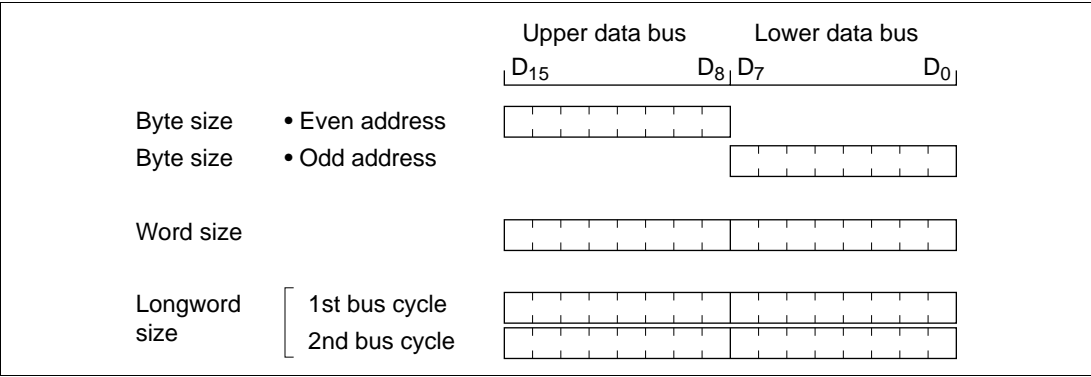 Upper data bus Lower data bus
D15 D8 D7 D0
Byte size • Even address
Byte size • Odd address
Word size
Longword size
1st bus cycle
2nd bus cycle